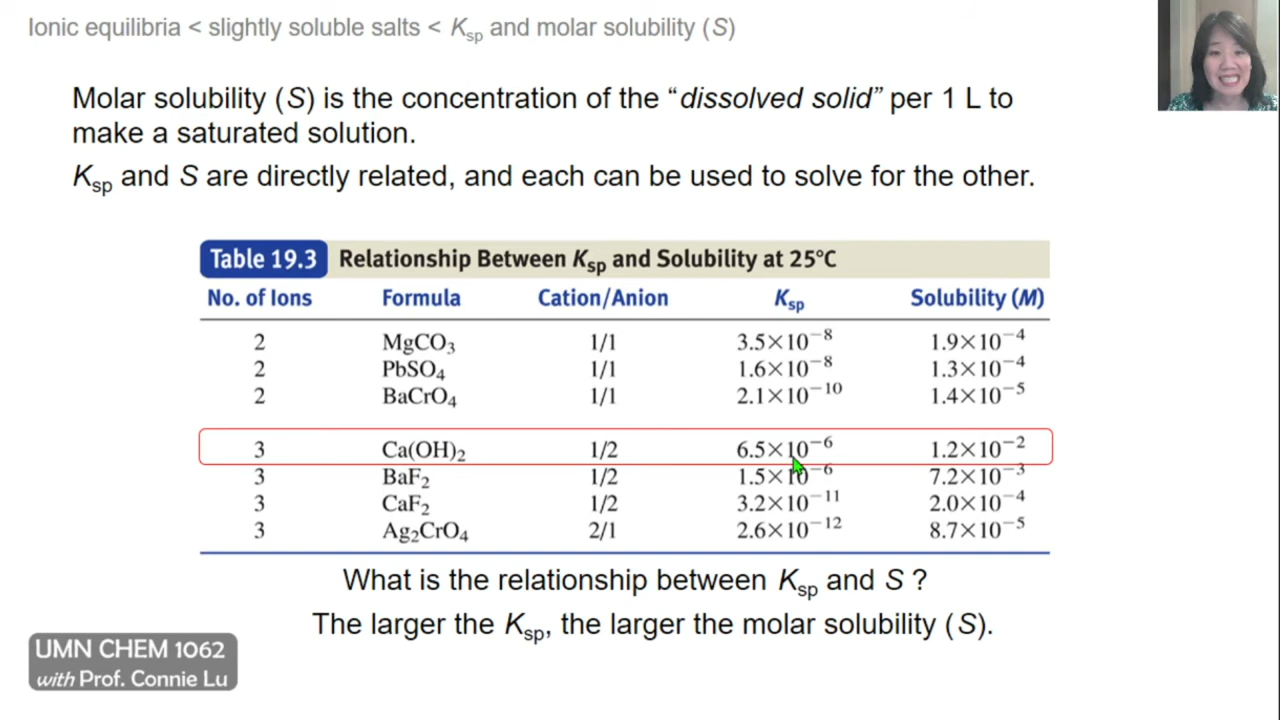 Ionic equilibria < slightly soluble salts < Ksp and molar solubility (S)
Molar solubility (S) is the concentration of the “dissolved solid” per 1 L to
make a saturated solution.
Ksp and S are directly related, and each can be used to solve for the other.
Table 19.3 Relationship Between Ksp and Solubility at 25°C
No. of Ions Formula Cation/Anion Ksp Solubility (M)
2 MgCO₃ 1/1 3.5×10⁻⁸ 1.9×10⁻⁴
2 PbSO₄ 1/1 1.6×10⁻⁸ 1.3×10⁻⁴
2 BaCrO₄ 1/1 2.1×10⁻¹⁰ 1.4×10⁻⁵
3 Ca(OH)₂ 1/2 6.5×10⁻⁶ 1.2×10⁻²
3 BaF₂ 1/2 1.5×10⁻⁶ 7.2×10⁻³
3 CaF₂ 1/2 3.2×10⁻¹¹ 2.0×10⁻⁴
3 Ag₂CrO₄ 2/1 2.6×10⁻¹² 8.7×10⁻⁵
What is the relationship between Ksp and S ?
The larger the Ksp, the larger the molar solubility (S).
UMN CHEM 1062
with Prof. Connie Lu